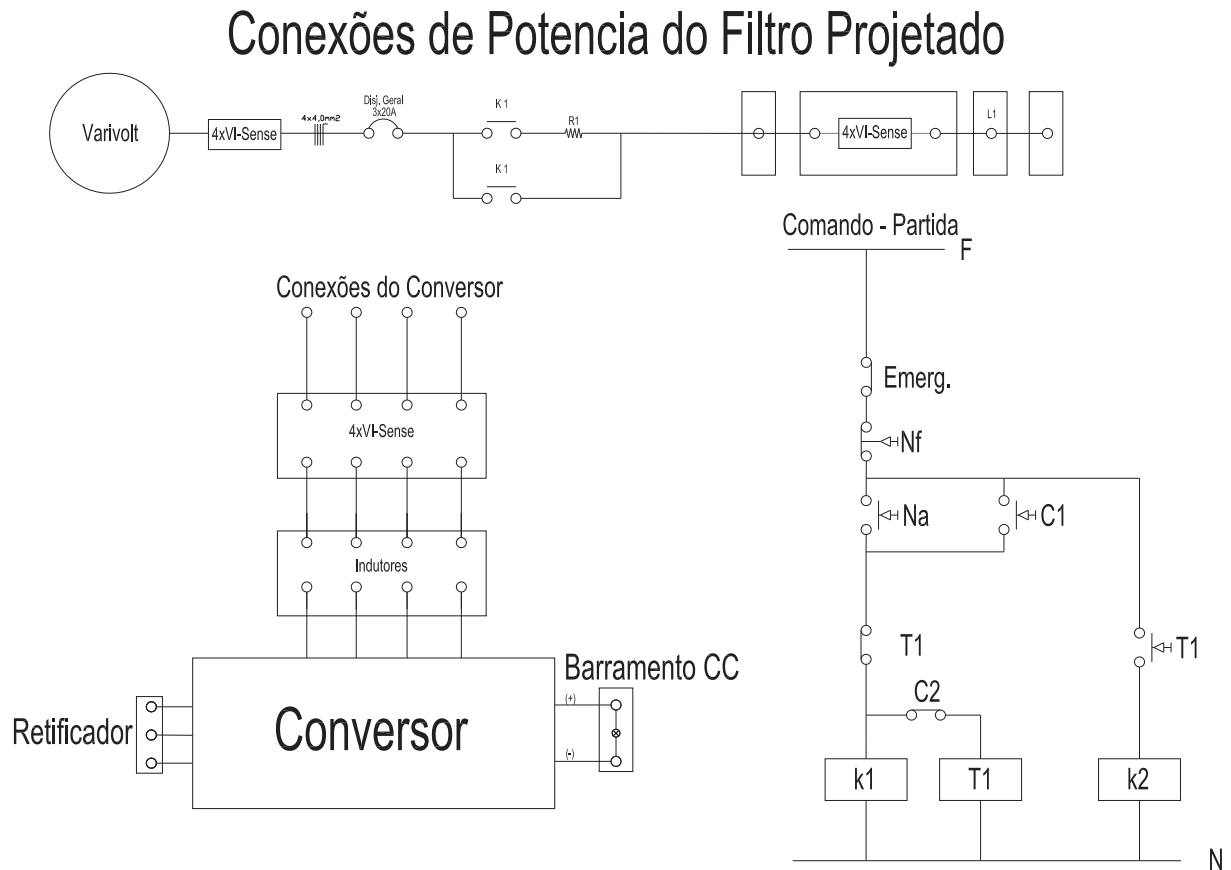 Conexões de Potencia do Filtro Projetado
Varivolt
4xVI-Sense
4x4,0mm2
Disj. Geral
3x20A
K1
R1
K1
4xVI-Sense
L1
Comando - Partida
F
Conexões do Conversor
4xVI-Sense
Indutores
Conversor
Retificador
Barramento CC
(+)
(-)
Emerg.
Nf
Na
C1
T1
T1
C2
k1
T1
k2
N